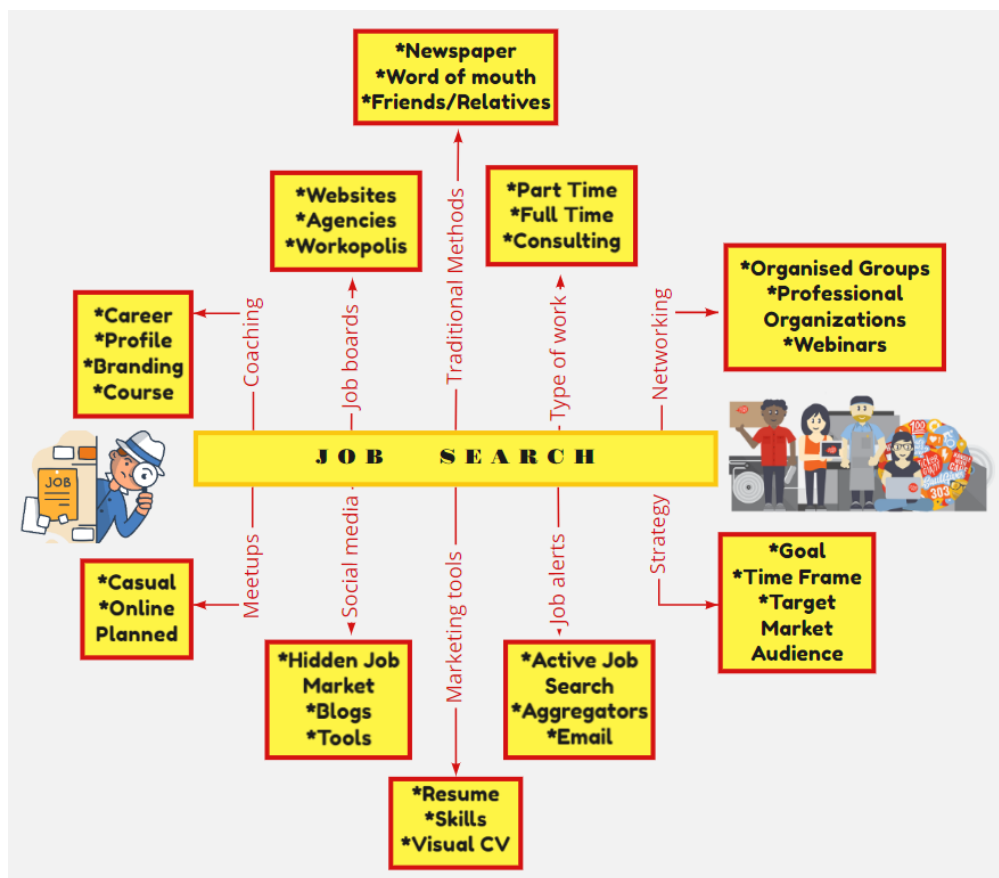 *Newspaper
*Word of mouth
*Friends/Relatives
Traditional Methods
*Websites
*Agencies
*Workopolis
Job boards
*Part Time
*Full Time
*Consulting
Type of work
*Organised Groups
*Professional
Organizations
*Webinars
Networking
*Career
*Profile
*Branding
*Course
Coaching
JOB SEARCH
JOB
100
303
Meetups
*Casual
*Online
Planned
Social media
*Hidden Job
Market
*Blogs
*Tools
Marketing tools
*Resume
*Skills
*Visual CV
Job alerts
*Active Job
Search
*Aggregators
*Email
Strategy
*Goal
*Time Frame
*Target
Market
Audience